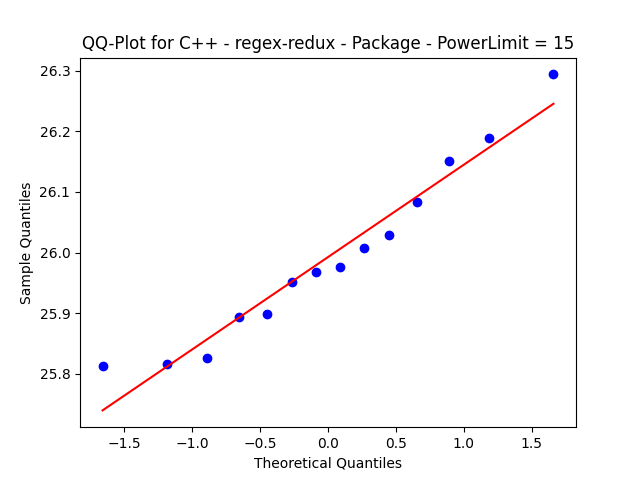 QQ-Plot for C++ - regex-redux - Package - PowerLimit = 15
26.3
26.2
26.1
26.0
25.9
25.8
Sample Quantiles
−1.5 −1.0 −0.5 0.0 0.5 1.0 1.5
Theoretical Quantiles